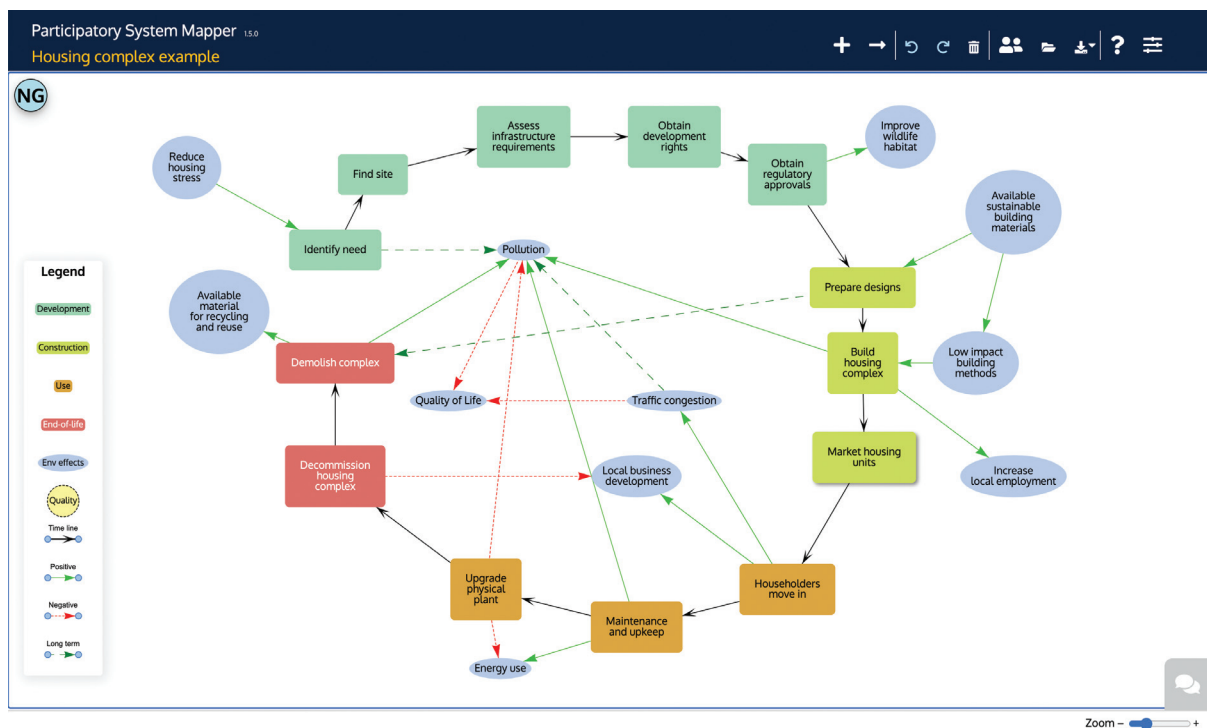 Participatory System Mapper 1.5.0
Housing complex example
NG
Reduce
housing
stress
Find site
Assess
infrastructure
requirements
Obtain
development
rights
Obtain
regulatory
approvals
Improve
wildlife
habitat
Available
sustainable
building
materials
Identify need
Pollution
Prepare designs
Available
material
for recycling
and reuse
Demolish complex
Build
housing
complex
Low impact
building
methods
Quality of Life
Traffic congestion
Market housing
units
Decommission
housing
complex
Local business
development
Increase
local employment
Upgrade
physical
plant
Householders
move in
Maintenance
and upkeep
Energy use
Legend
Development
Construction
Use
End-of-life
Env effects
Quality
Time line
Positive
Negative
Long term
?
Zoom – +